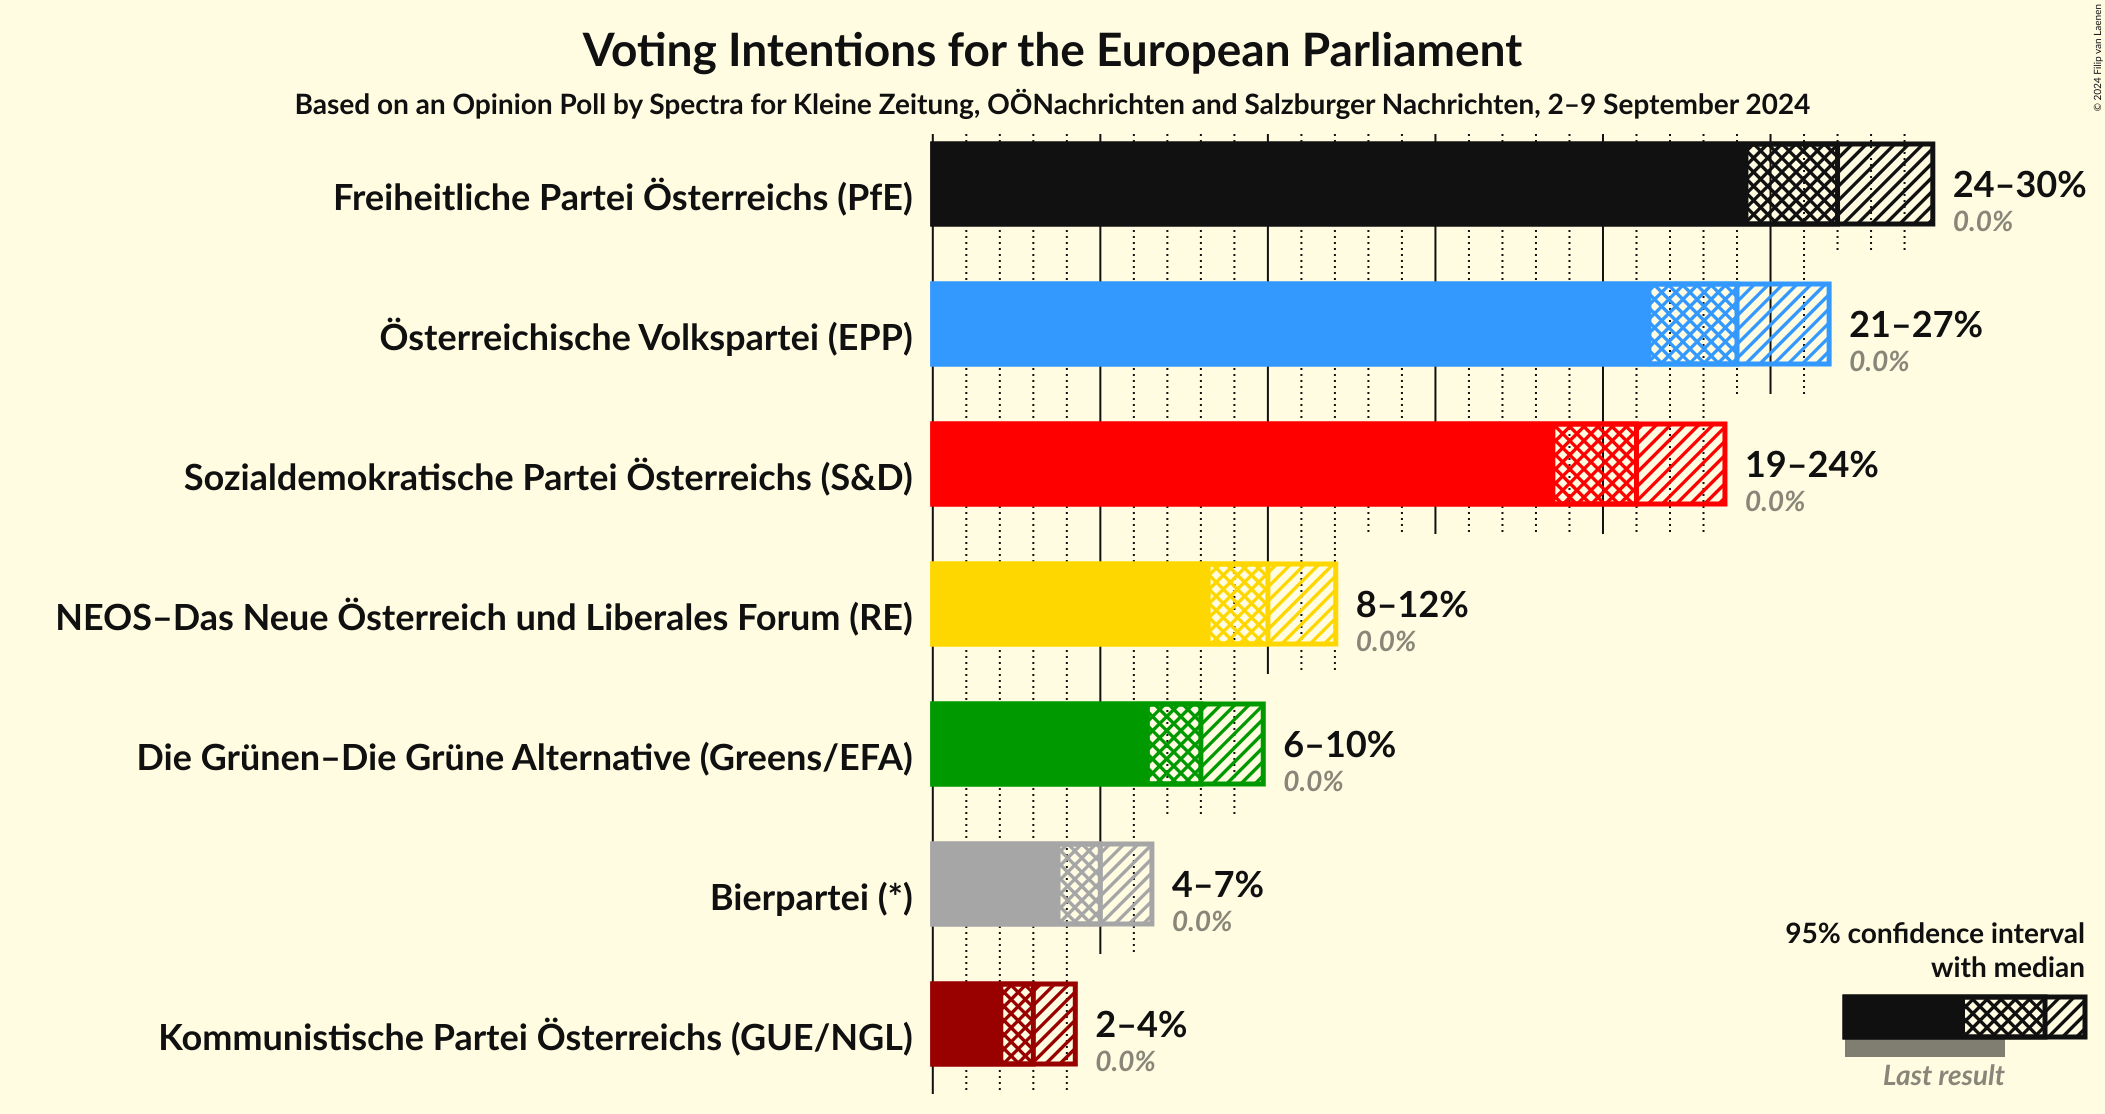 Voting Intentions for the European Parliament
Based on an Opinion Poll by Spectra for Kleine Zeitung, OÖNachrichten and Salzburger Nachrichten, 2–9 September 2024
© 2024 Filip van Laenen
Freiheitliche Partei Österreichs (PfE)
24–30%
0.0%
Österreichische Volkspartei (EPP)
21–27%
0.0%
Sozialdemokratische Partei Österreichs (S&D)
19–24%
0.0%
NEOS–Das Neue Österreich und Liberales Forum (RE)
8–12%
0.0%
Die Grünen–Die Grüne Alternative (Greens/EFA)
6–10%
0.0%
Bierpartei (*)
4–7%
0.0%
Kommunistische Partei Österreichs (GUE/NGL)
2–4%
0.0%
95% confidence interval
with median
Last result